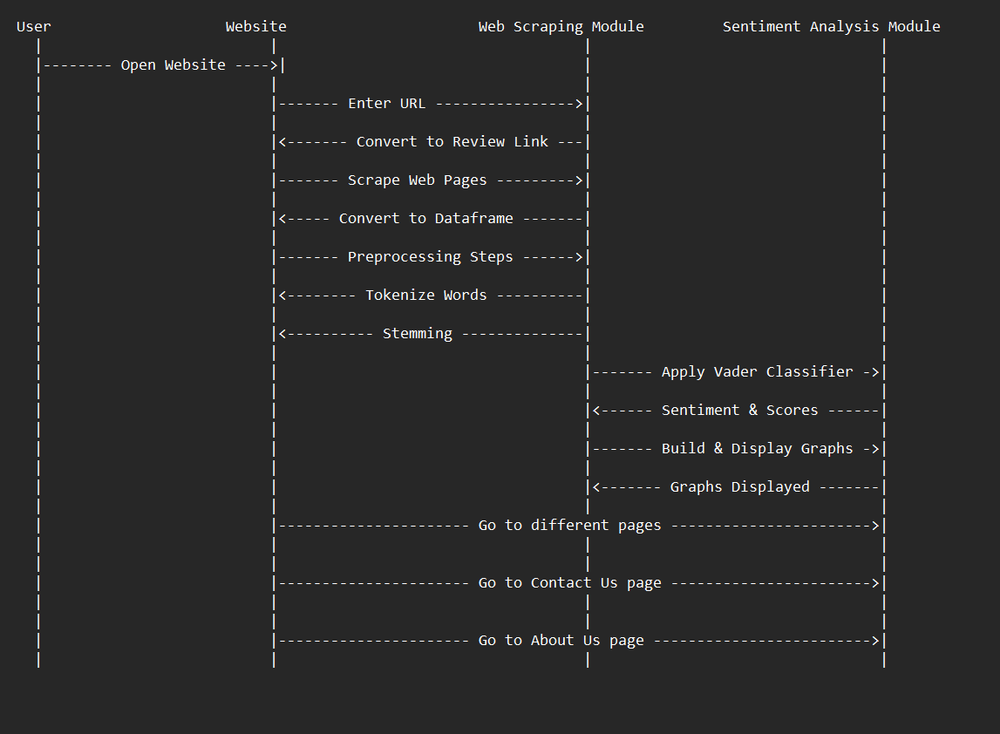 User                    Website                      Web Scraping Module         Sentiment Analysis Module
|-------- Open Website ---->|
|------- Enter URL ---------------->|
|<------- Convert to Review Link ---|
|------- Scrape Web Pages --------->|
|<----- Convert to Dataframe -------|
|------- Preprocessing Steps ------>|
|<-------- Tokenize Words ----------|
|<---------- Stemming --------------|
|------- Apply Vader Classifier ->|
|<------ Sentiment & Scores ------|
|------- Build & Display Graphs ->|
|<------- Graphs Displayed -------|
|---------------------- Go to different pages ----------------------->|
|---------------------- Go to Contact Us page ----------------------->|
|---------------------- Go to About Us page ------------------------->|